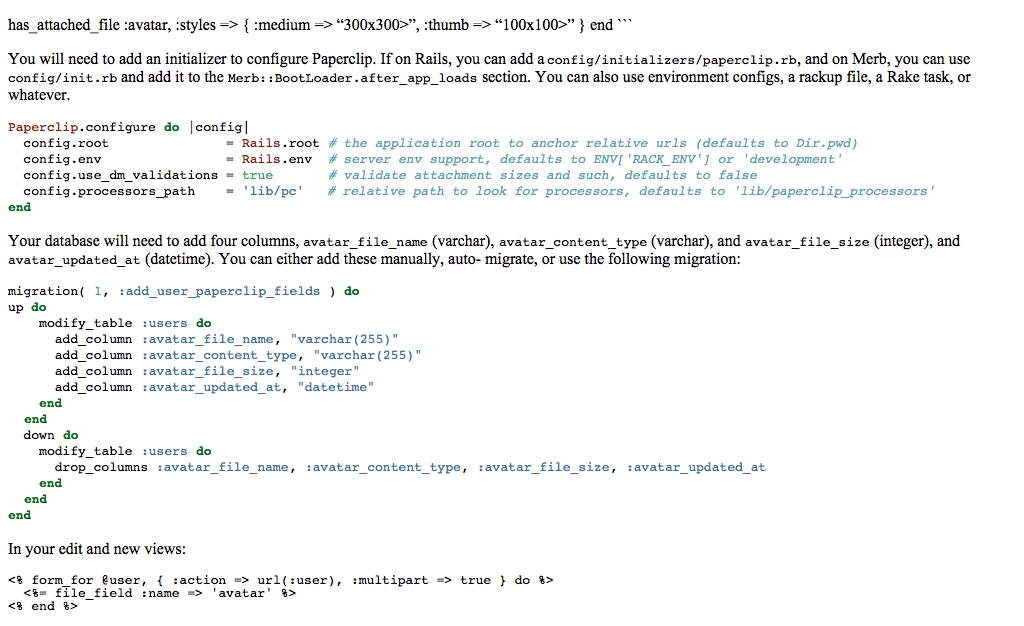 has_attached_file :avatar, :styles => { :medium => “300x300>”, :thumb => “100x100>” } end ```
You will need to add an initializer to configure Paperclip. If on Rails, you can add a config/initializers/paperclip.rb, and on Merb, you can use
config/init.rb and add it to the Merb::BootLoader.after_app_loads section. You can also use environment configs, a rackup file, a Rake task, or
whatever.
Paperclip.configure do |config|
  config.root               = Rails.root # the application root to anchor relative urls (defaults to Dir.pwd)
  config.env                = Rails.env  # server env support, defaults to ENV['RACK_ENV'] or 'development'
  config.use_dm_validations = true       # validate attachment sizes and such, defaults to false
  config.processors_path    = 'lib/pc'   # relative path to look for processors, defaults to 'lib/paperclip_processors'
end
Your database will need to add four columns, avatar_file_name (varchar), avatar_content_type (varchar), and avatar_file_size (integer), and
avatar_updated_at (datetime). You can either add these manually, auto- migrate, or use the following migration:
migration( 1, :add_user_paperclip_fields ) do
up do
    modify_table :users do
      add_column :avatar_file_name, "varchar(255)"
      add_column :avatar_content_type, "varchar(255)"
      add_column :avatar_file_size, "integer"
      add_column :avatar_updated_at, "datetime"
    end
  end
  down do
    modify_table :users do
      drop_columns :avatar_file_name, :avatar_content_type, :avatar_file_size, :avatar_updated_at
    end
  end
end
In your edit and new views:
<% form_for @user, { :action => url(:user), :multipart => true } do %>
  <%= file_field :name => 'avatar' %>
<% end %>